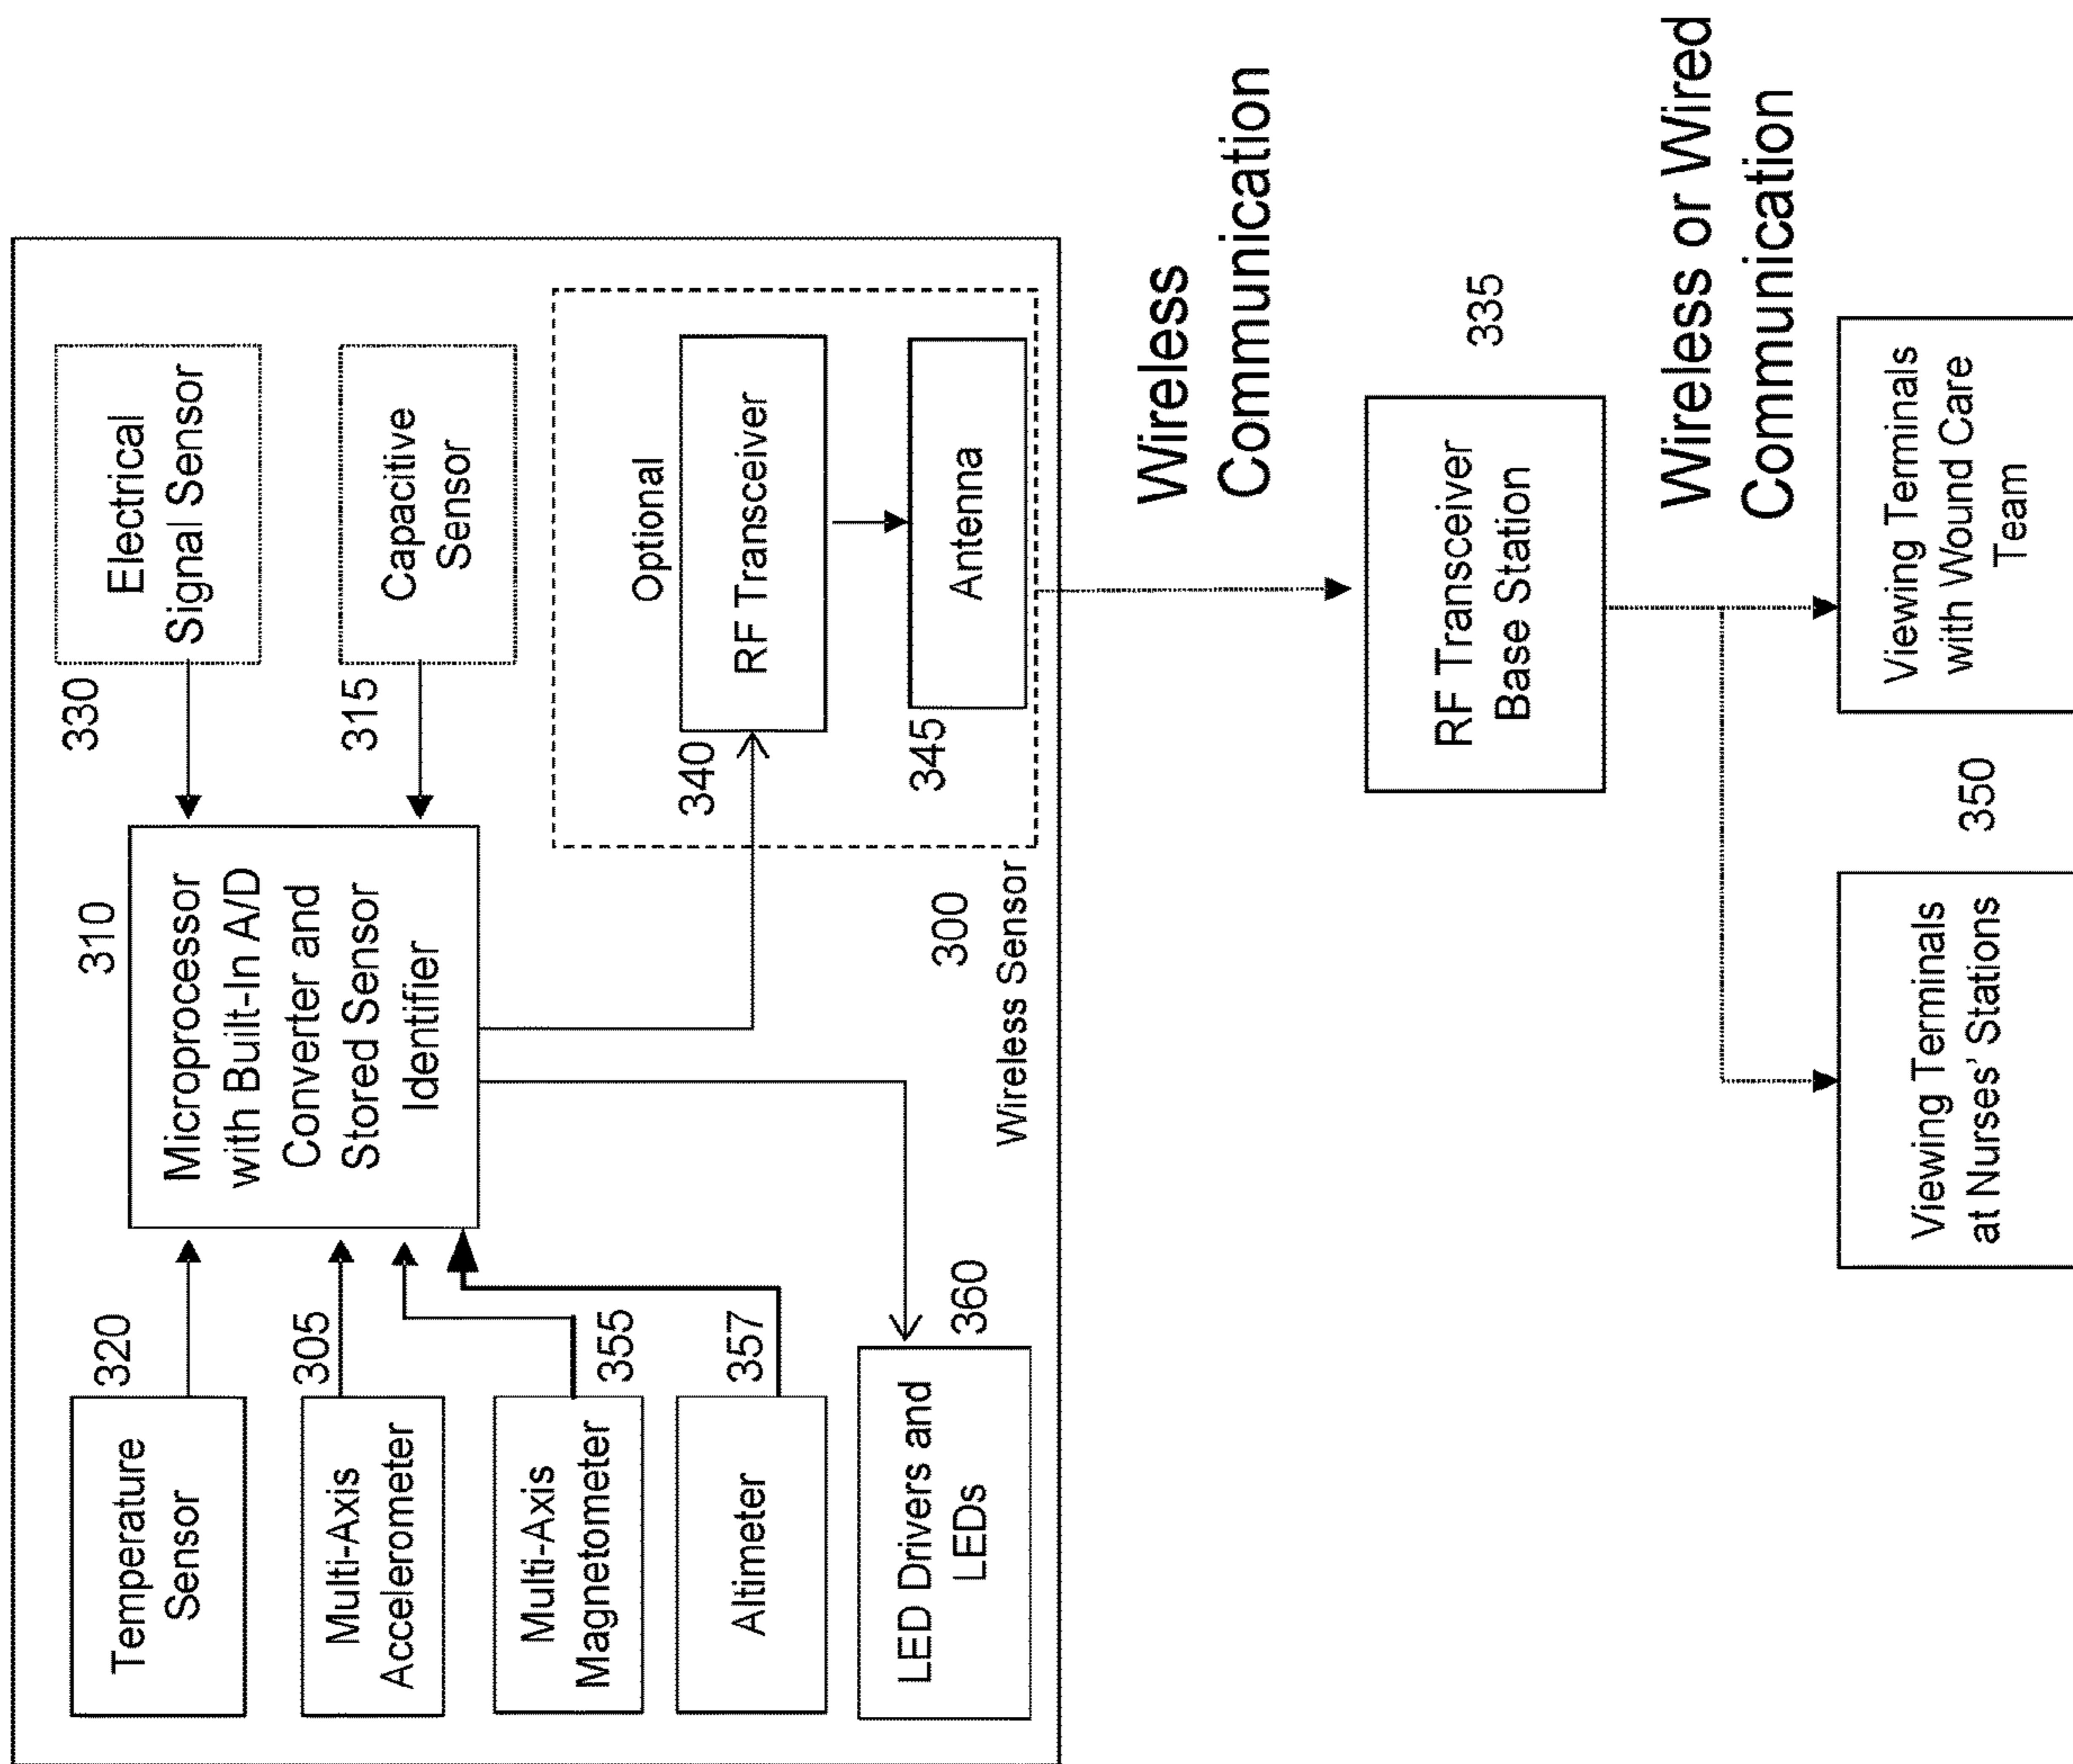 Temperature
Sensor
320
Multi-Axis
Accelerometer
305
Multi-Axis
Magnetometer
355
Altimeter
357
LED Drivers and
LEDs
360
310
Microprocessor
with Built-In A/D
Converter and
Stored Sensor
Identifier
330
Electrical
Signal Sensor
315
Capacitive
Sensor
Optional
340
RF Transceiver
345
Antenna
300
Wireless Sensor
Wireless
Communication
335
RF Transceiver
Base Station
Wireless or Wired
Communication
Viewing Terminals
at Nurses' Stations
350
Viewing Terminals
with Wound Care
Team